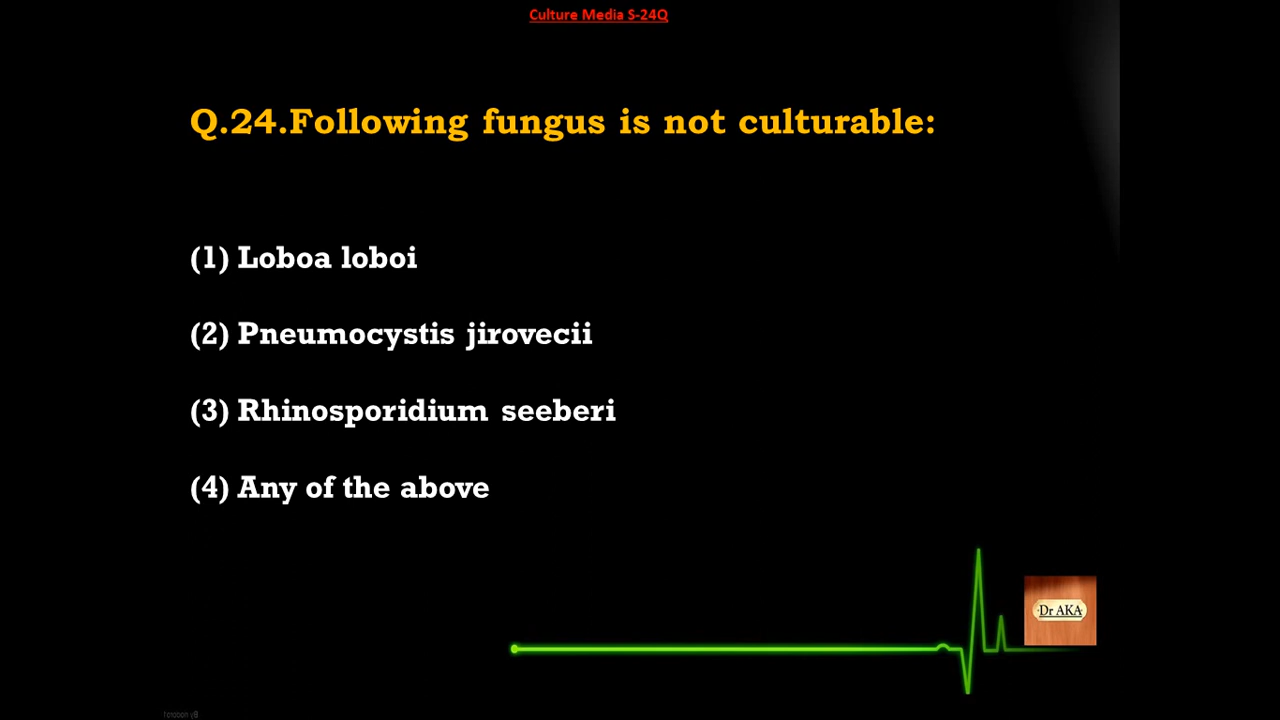 Culture Media S-24Q
Q.24.Following fungus is not culturable:
(1) Loboa loboi
(2) Pneumocystis jirovecii
(3) Rhinosporidium seeberi
(4) Any of the above
Dr AKA